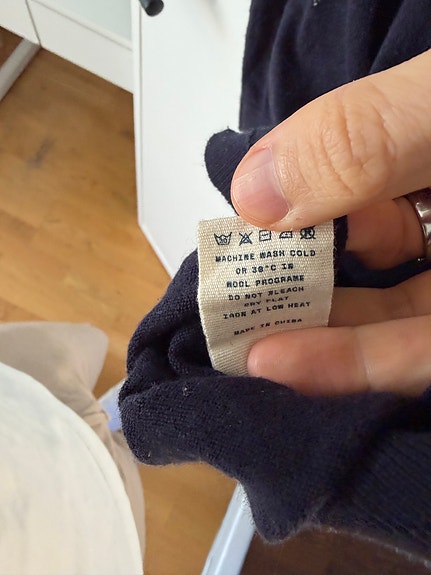 MACHINE WASH COLD
OR 30°C IN
WOOL PROGRAME
DO NOT BLEACH
DRY FLAT
IRON AT LOW HEAT
MADE IN CHINA